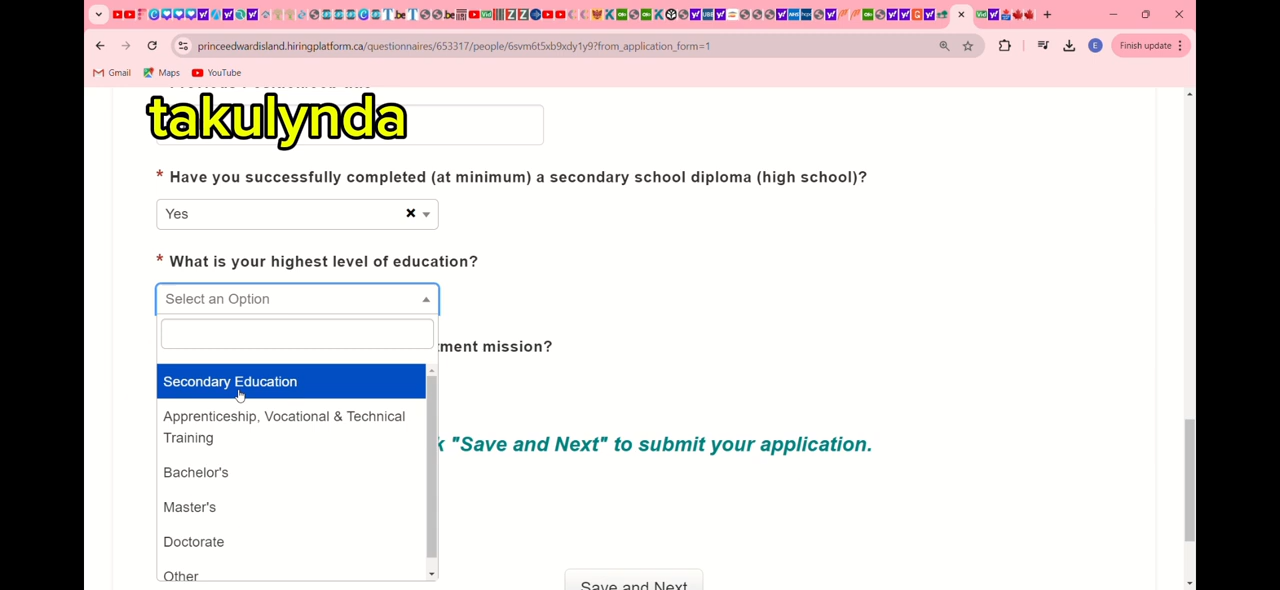 Finish update
princeedwardisland.hiringplatform.ca/questionnaires/653317/people/6svm6t5xb9xdy1y9?from_application_form=1
Gmail
Maps
YouTube
takulynda
* Have you successfully completed (at minimum) a secondary school diploma (high school)?
Yes
* What is your highest level of education?
Select an Option
ment mission?
Secondary Education
Apprenticeship, Vocational & Technical
Training
"Save and Next" to submit your application.
Bachelor's
Master's
Doctorate
Other
Save and Next